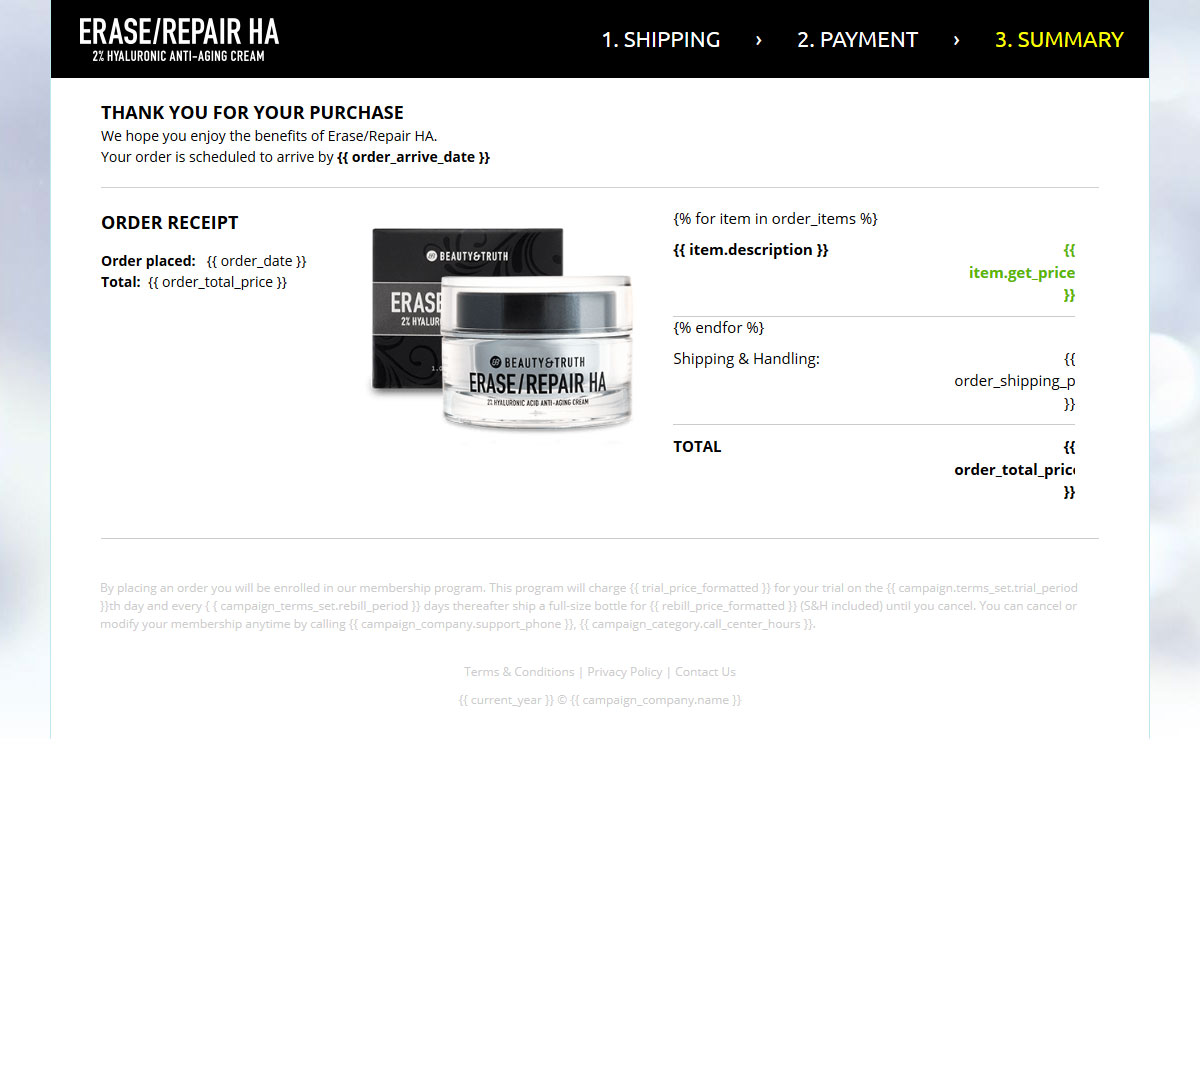 ERASE/REPAIR HA
2% HYALURONIC ANTI-AGING CREAM
1. SHIPPING › 2. PAYMENT › 3. SUMMARY
THANK YOU FOR YOUR PURCHASE
We hope you enjoy the benefits of Erase/Repair HA.
Your order is scheduled to arrive by {{ order_arrive_date }}
ORDER RECEIPT
Order placed: {{ order_date }}
Total: {{ order_total_price }}
BEAUTY&TRUTH
ERASE
2% HYALUR
BEAUTY&TRUTH
ERASE/REPAIR HA
2% HYALURONIC ACID ANTI-AGING CREAM
{% for item in order_items %}
{{ item.description }}
{{
item.get_price
}}
{% endfor %}
Shipping & Handling:
{{
order_shipping_p
}}
TOTAL
{{
order_total_pric
}}
By placing an order you will be enrolled in our membership program. This program will charge {{ trial_price_formatted }} for your trial on the {{ campaign.terms_set.trial_period
}}th day and every { { campaign_terms_set.rebill_period }} days thereafter ship a full-size bottle for {{ rebill_price_formatted }} (S&H included) until you cancel. You can cancel or
modify your membership anytime by calling {{ campaign_company.support_phone }}, {{ campaign_category.call_center_hours }}.
Terms & Conditions | Privacy Policy | Contact Us
{{ current_year }} © {{ campaign_company.name }}